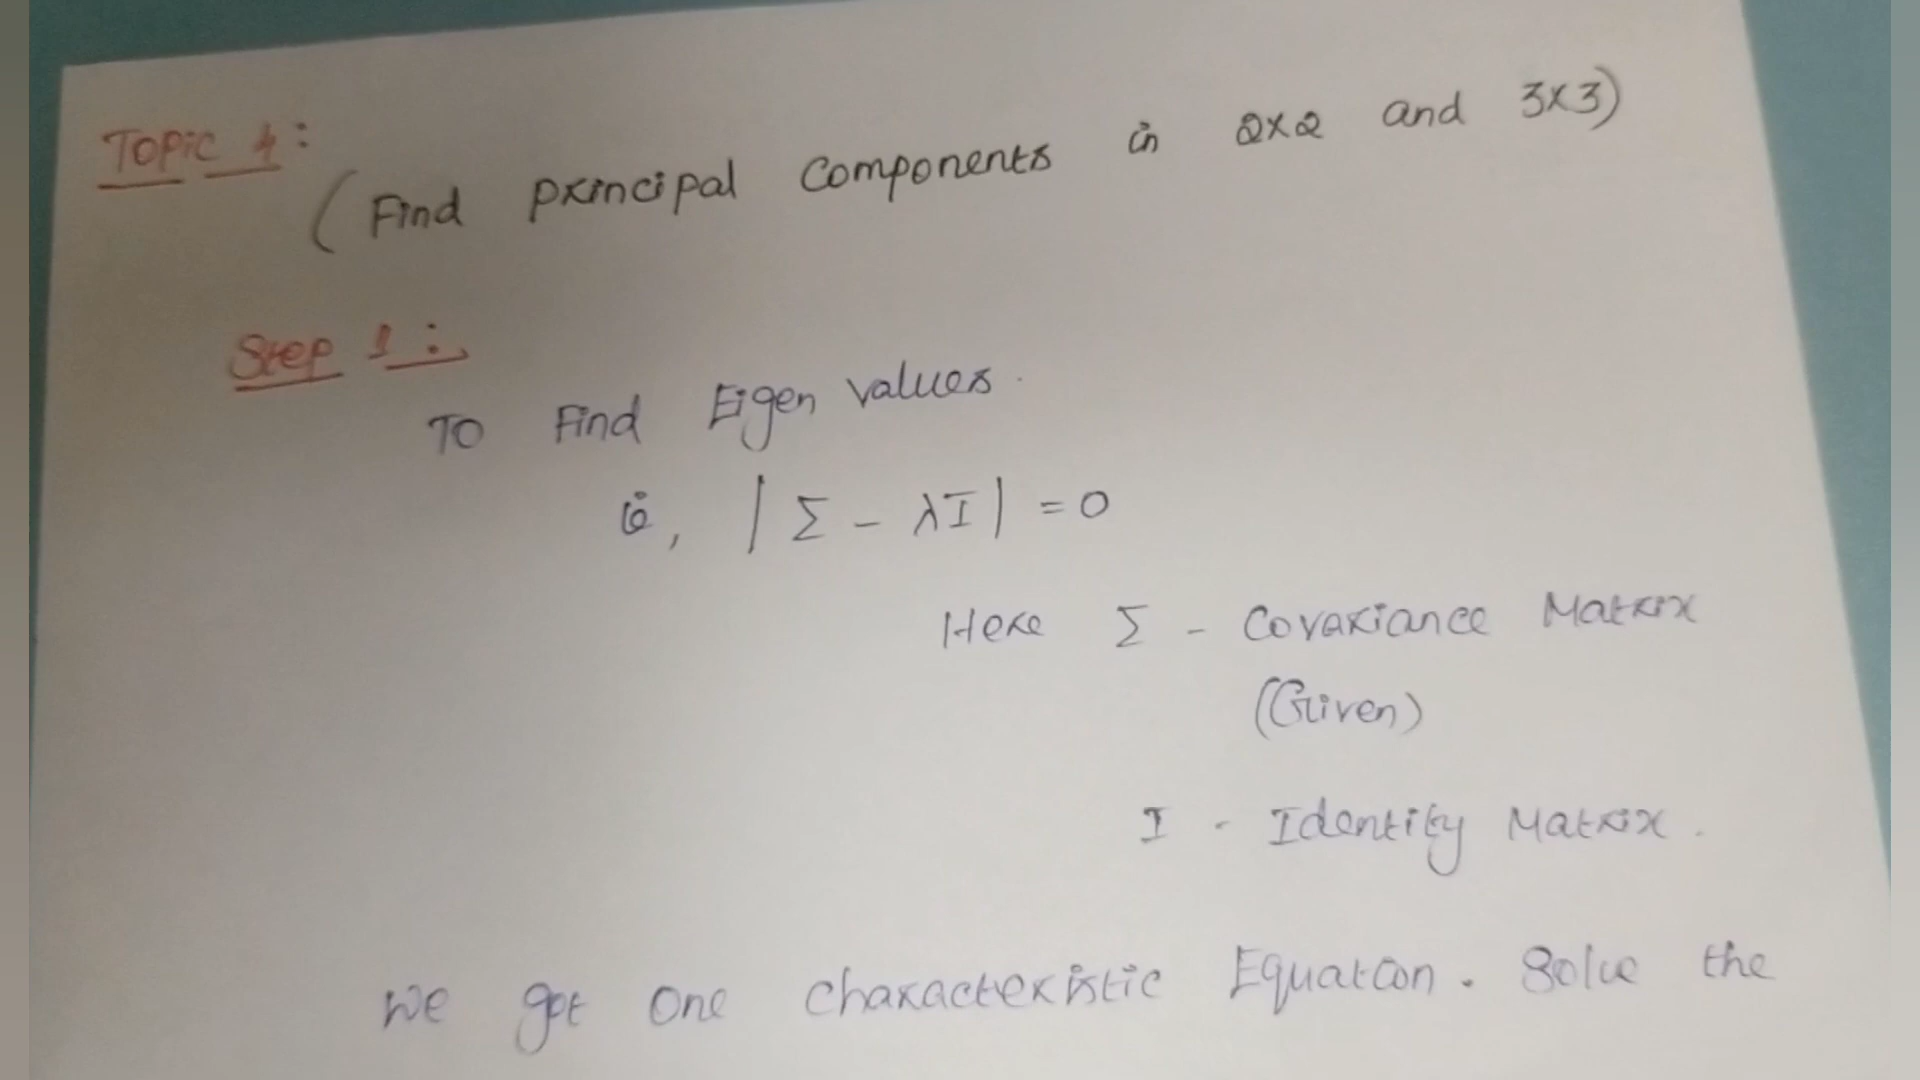 Topic 4:
(Find principal components in 2x2 and 3x3)
Step 1:
To Find Eigen values.
ie, |Σ - λI| = 0
Here Σ - Covariance Matrix
(Given)
I - Identity Matrix.
we get one characteristic Equation. Solve the